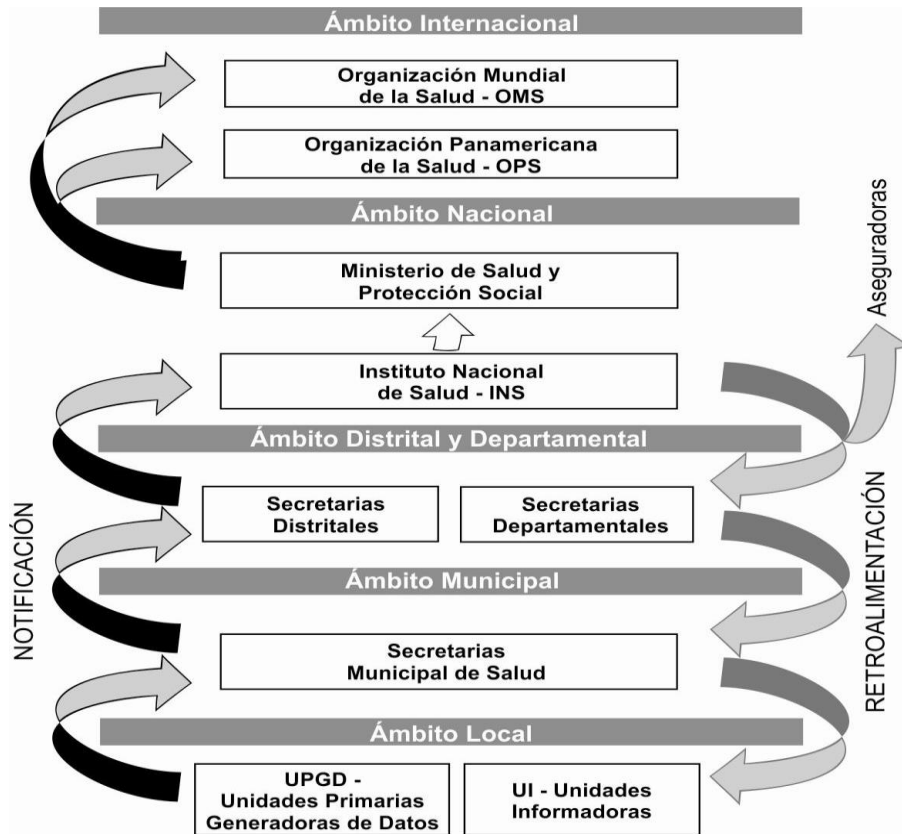 Ámbito Internacional
Organización Mundial
de la Salud - OMS
Organización Panamericana
de la Salud - OPS
Ámbito Nacional
Ministerio de Salud y
Protección Social
Aseguradoras
Instituto Nacional
de Salud - INS
Ámbito Distrital y Departamental
Secretarias
Distritales
Secretarias
Departamentales
NOTIFICACIÓN
RETROALIMENTACIÓN
Ámbito Municipal
Secretarias
Municipal de Salud
Ámbito Local
UPGD -
Unidades Primarias
Generadoras de Datos
UI - Unidades
Informadoras